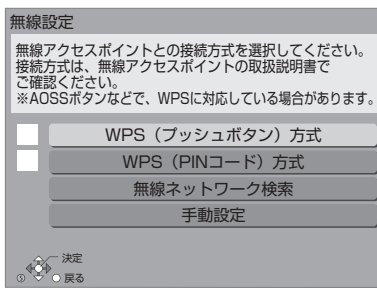 無線設定
無線アクセスポイントとの接続方式を選択してください。
接続方式は、無線アクセスポイントの取扱説明書で
ご確認ください。
※AOSSボタンなどで、WPSに対応している場合があります。
WPS（プッシュボタン）方式
WPS（PINコード）方式
無線ネットワーク検索
手動設定
決定
Ⓢ 戻る